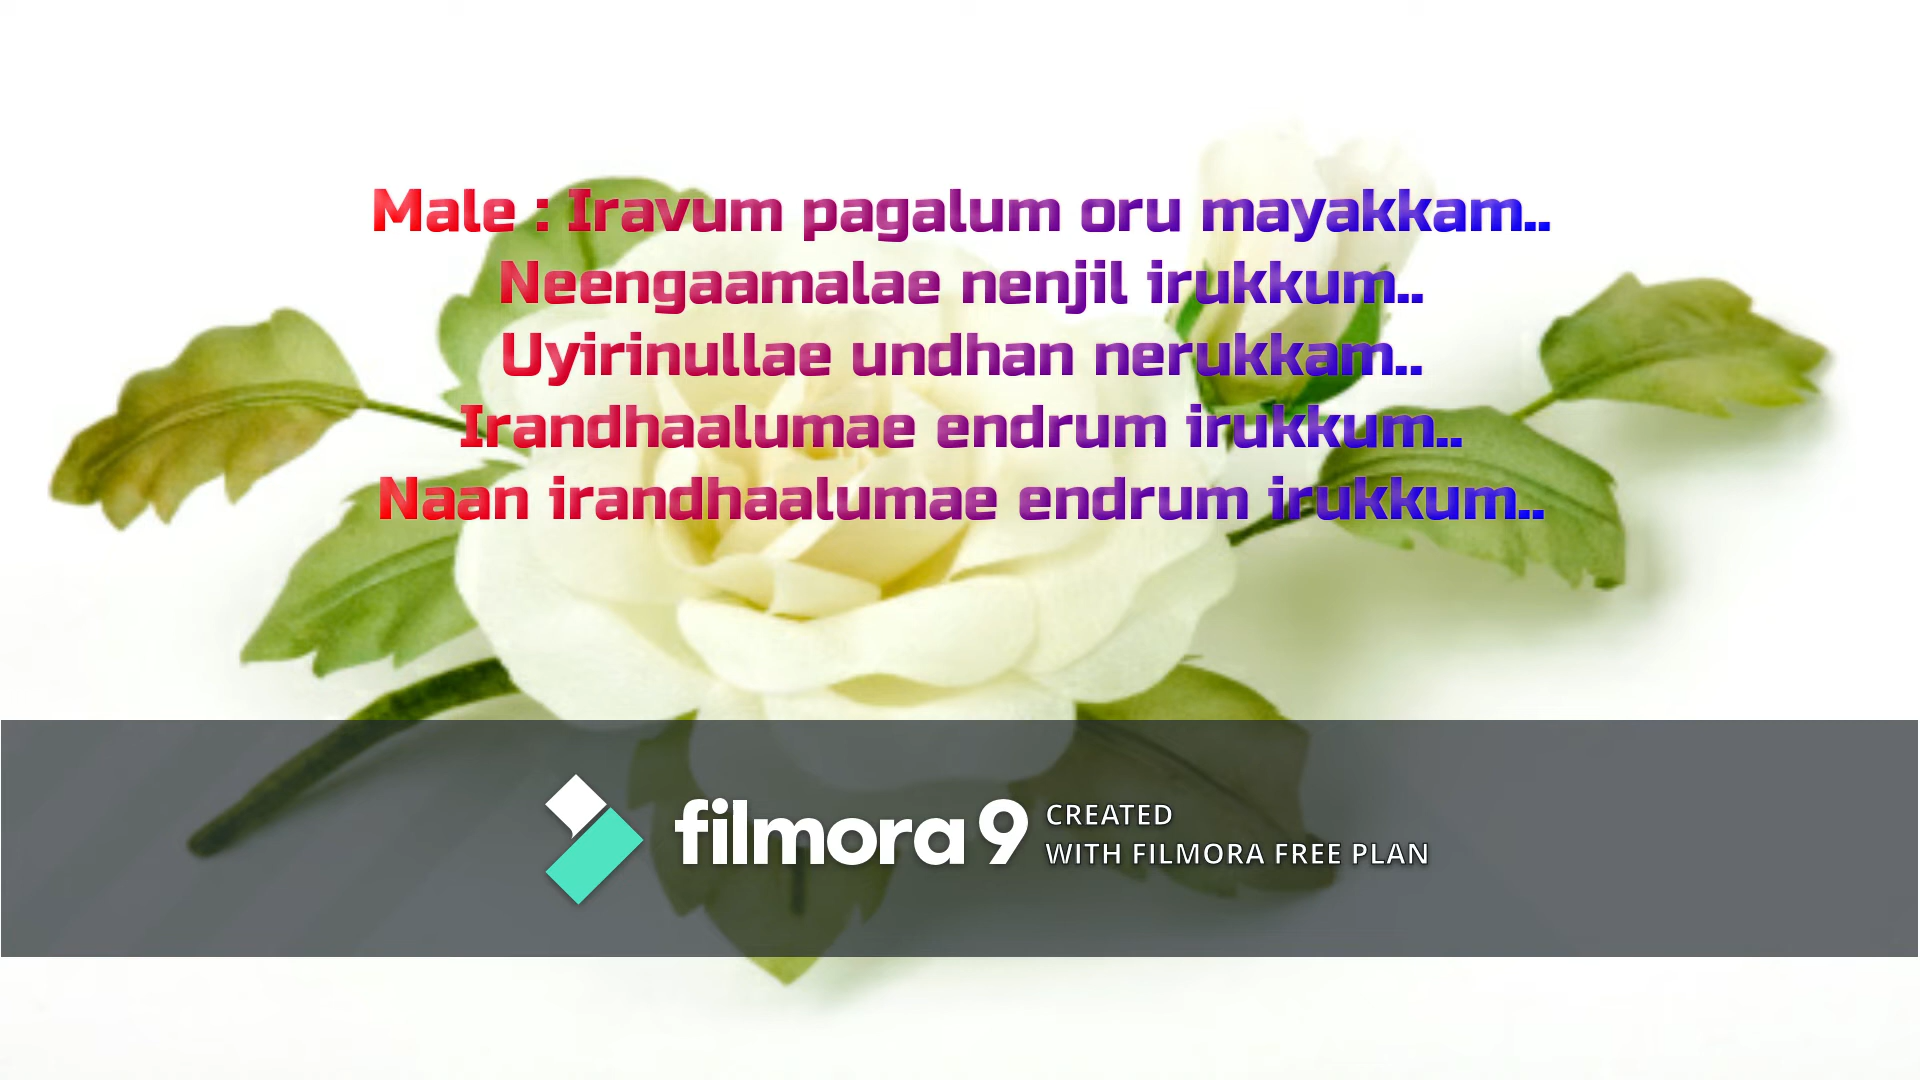 Male : Iravum pagalum oru mayakkam..
Neengaamalae nenjil irukkum..
Uyirinullae undhan nerukkam..
Irandhaalumae endrum irukkum..
Naan irandhaalumae endrum irukkum..
filmora 9 CREATED
WITH FILMORA FREE PLAN